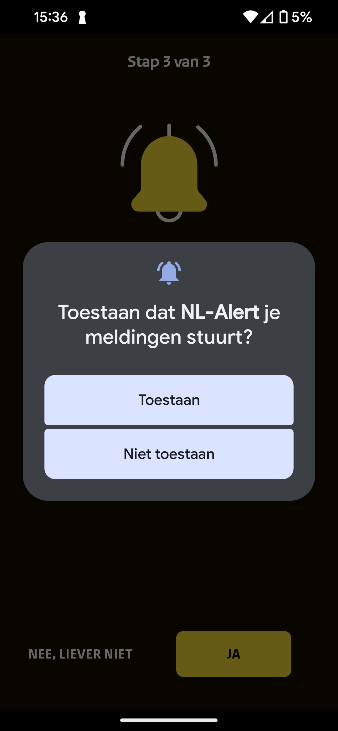 15:36
5%
Stap 3 van 3
Toestaan dat NL-Alert je
meldingen stuurt?
Toestaan
Niet toestaan
NEE, LIEVER NIET
JA